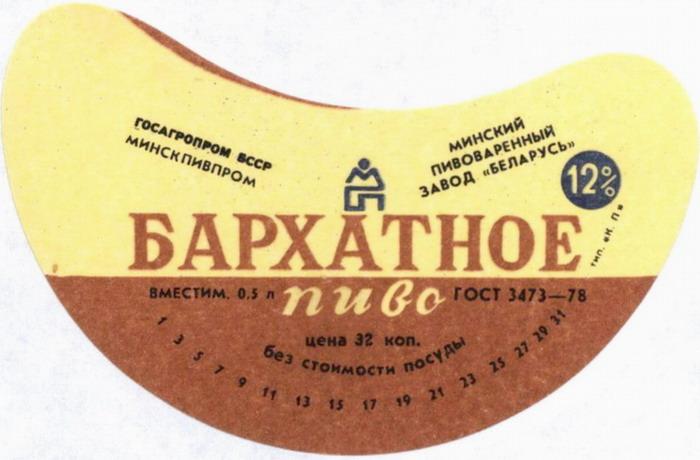 ГОСАГРОПРОМ БССР
МИНСКПИВПРОМ
МИНСКИЙ
ПИВОВАРЕННЫЙ
ЗАВОД «БЕЛАРУСЬ»
12%
БАРХАТНОЕ
тип. «К. П»
ВМЕСТИМ. 0.5 л пиво ГОСТ 3473—78
цена 32 коп.
без стоимости посуды
1 3 5 7 9 11 13 15 17 19 21 23 25 27 29 31